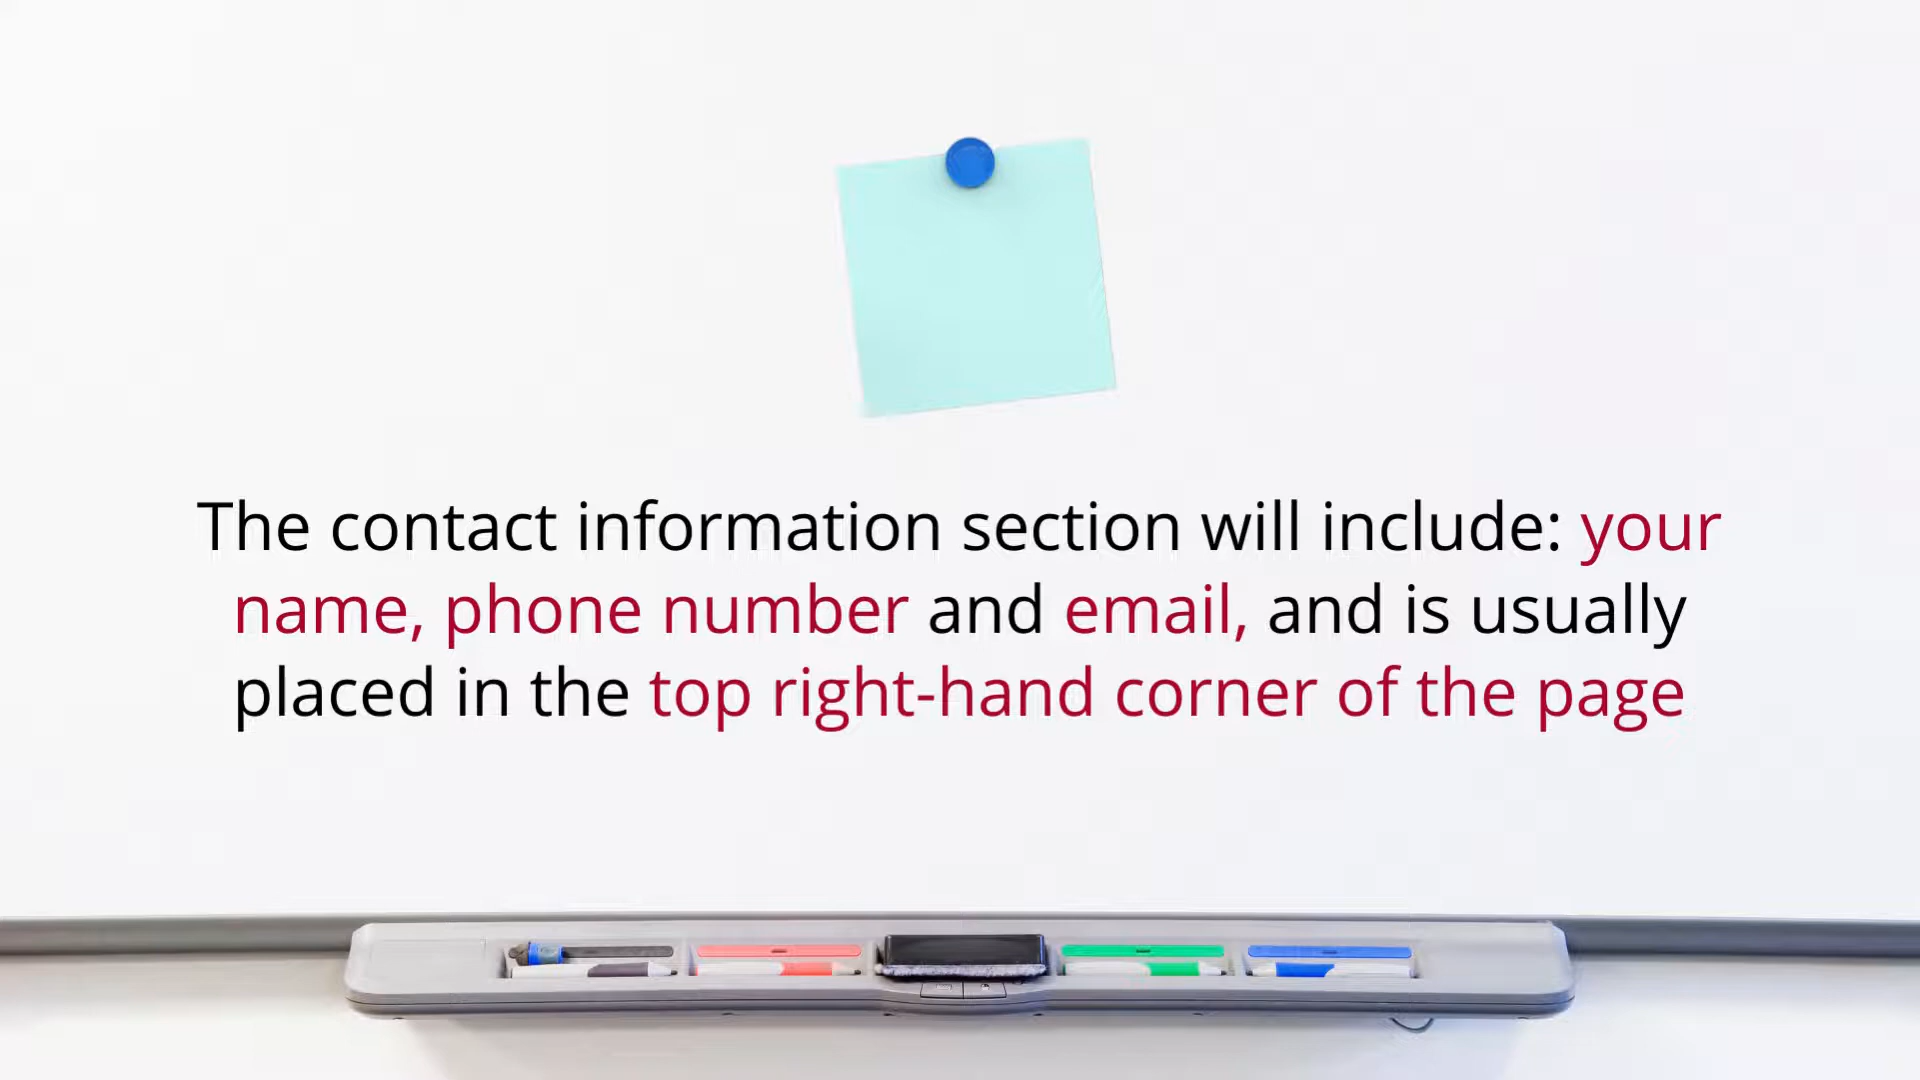 The contact information section will include: your
name, phone number and email, and is usually
placed in the top right-hand corner of the page